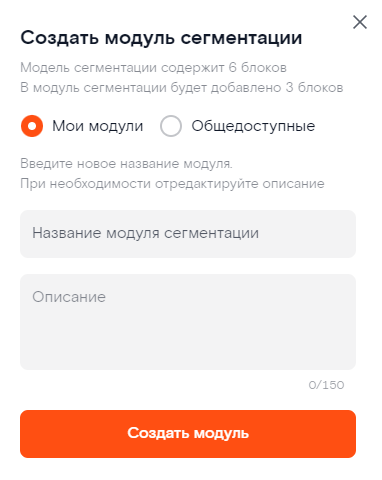 Создать модуль сегментации
Модель сегментации содержит 6 блоков
В модуль сегментации будет добавлено 3 блоков
Мои модули
Общедоступные
Введите новое название модуля.
При необходимости отредактируйте описание
Название модуля сегментации
Описание
0/150
Создать модуль